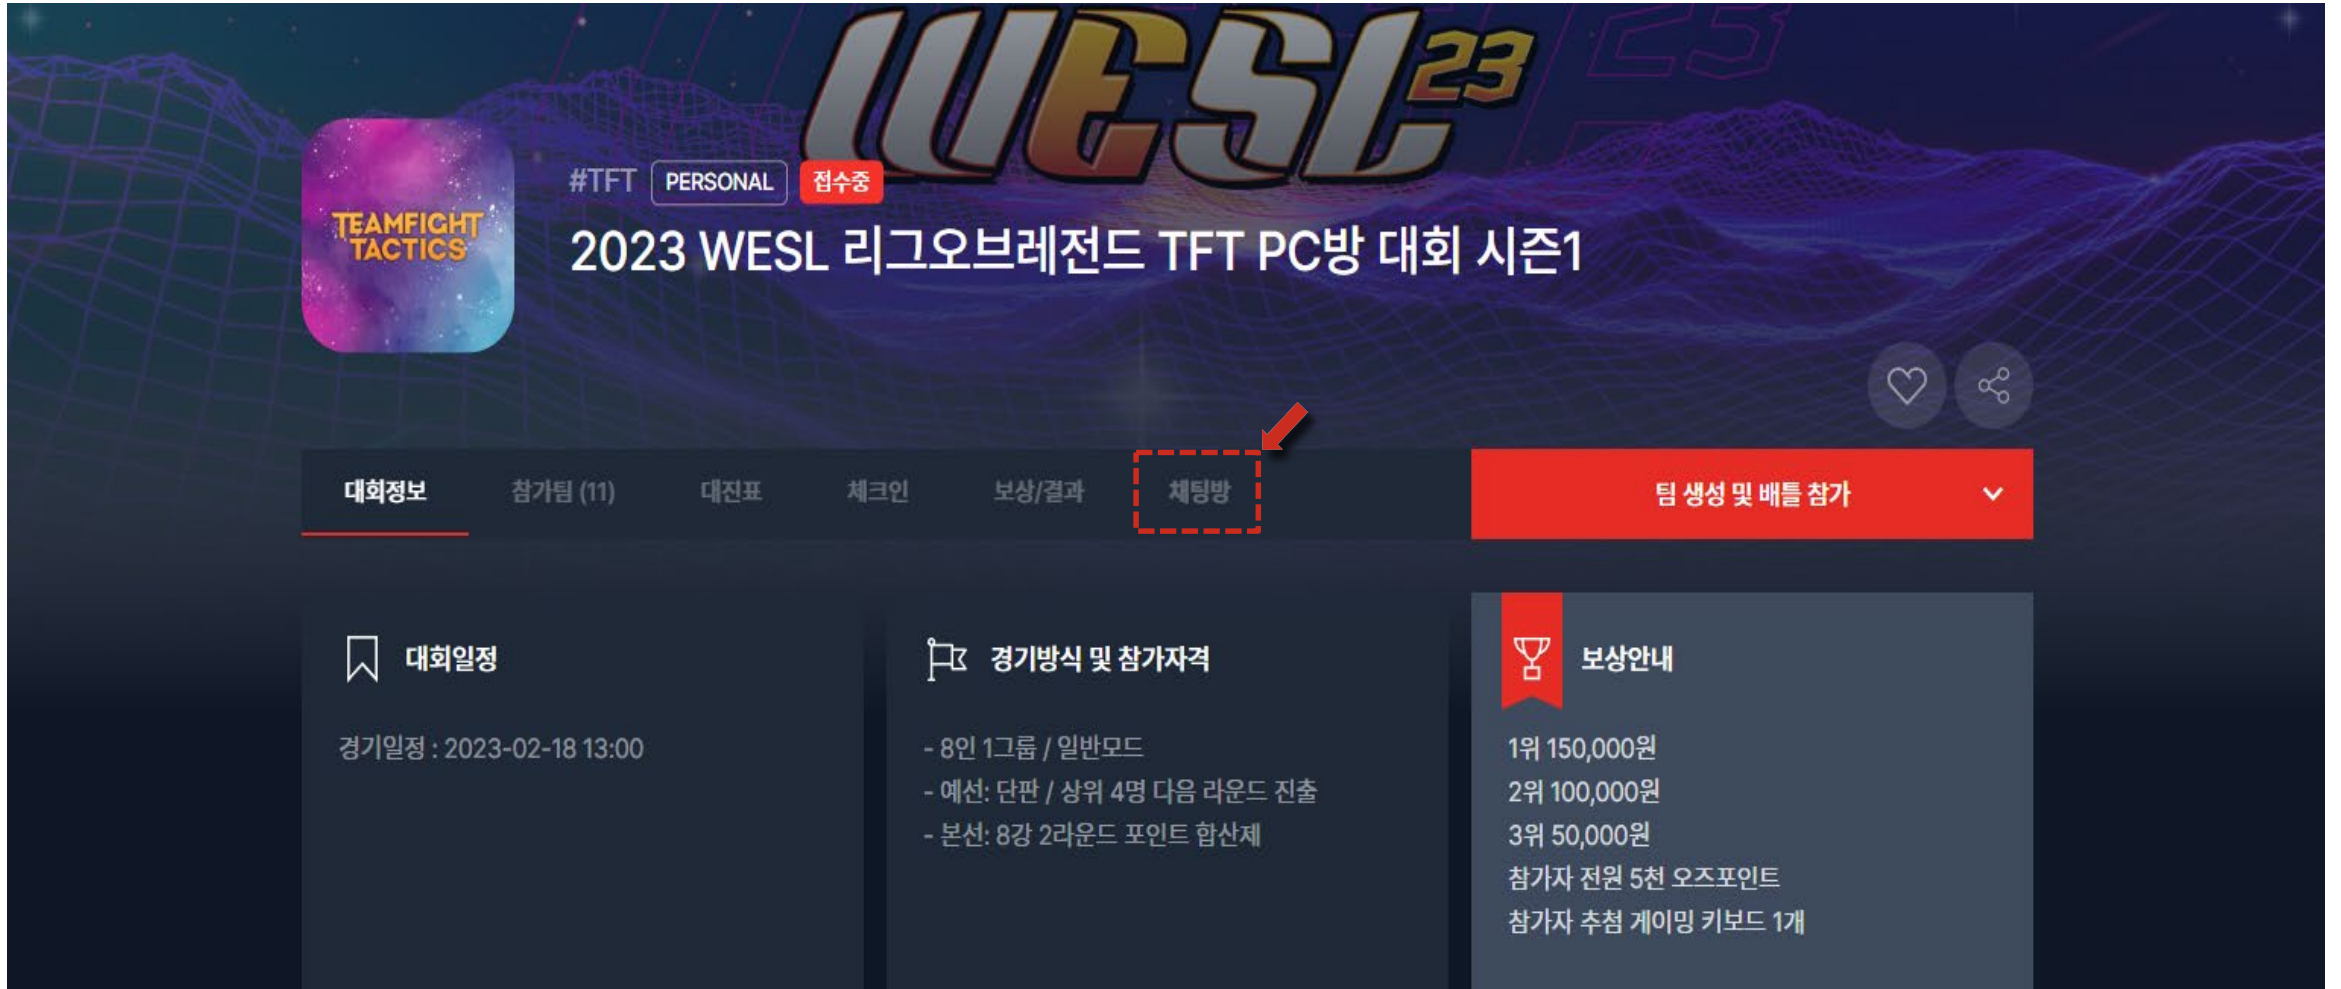 WESL 23
TEAMFIGHT
TACTICS
#TFT PERSONAL 접수중
2023 WESL 리그오브레전드 TFT PC방 대회 시즌1
대회정보 참가팀 (11) 대진표 체크인 보상/결과 채팅방
팀 생성 및 배틀 참가
대회일정
경기일정 : 2023-02-18 13:00
경기방식 및 참가자격
- 8인 1그룹 / 일반모드
- 예선: 단판 / 상위 4명 다음 라운드 진출
- 본선: 8강 2라운드 포인트 합산제
보상안내
1위 150,000원
2위 100,000원
3위 50,000원
참가자 전원 5천 오즈포인트
참가자 추첨 게이밍 키보드 1개